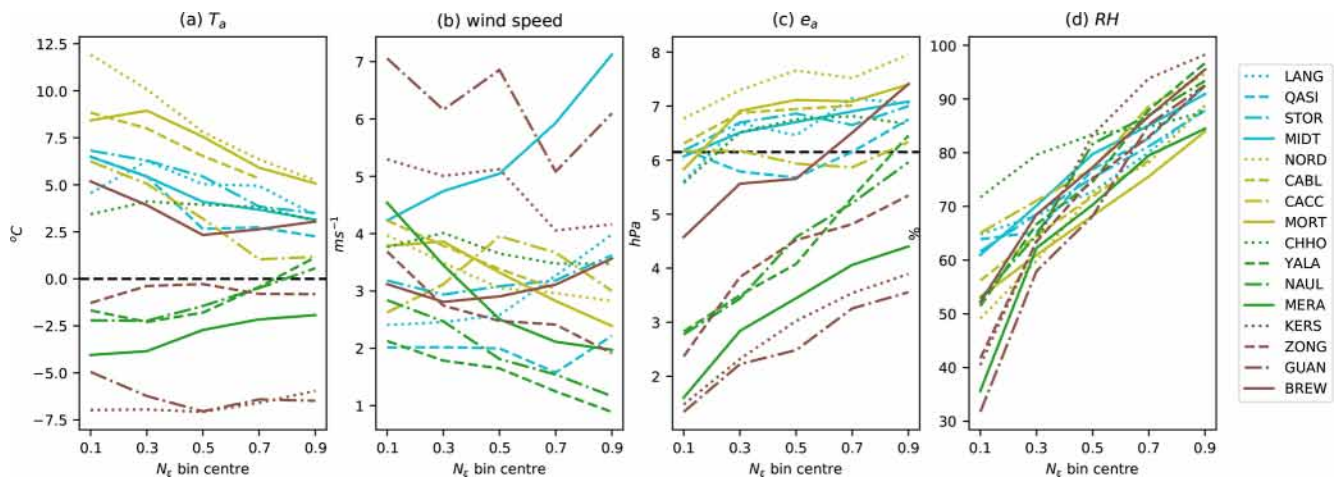 (a) Tₐ
(b) wind speed
(c) eₐ
(d) RH
12.5
10.0
7.5
5.0
2.5
0.0
−2.5
−5.0
−7.5
°C
0.1 0.3 0.5 0.7 0.9
Nε bin centre
7
6
5
4
3
2
1
ms⁻¹
0.1 0.3 0.5 0.7 0.9
Nε bin centre
8
7
6
5
4
3
2
hPa
0.1 0.3 0.5 0.7 0.9
Nε bin centre
100
90
80
70
60
50
40
30
%
0.1 0.3 0.5 0.7 0.9
Nε bin centre
LANG
QASI
STOR
MIDT
NORD
CABL
CACC
MORT
CHHO
YALA
NAUL
MERA
KERS
ZONG
GUAN
BREW